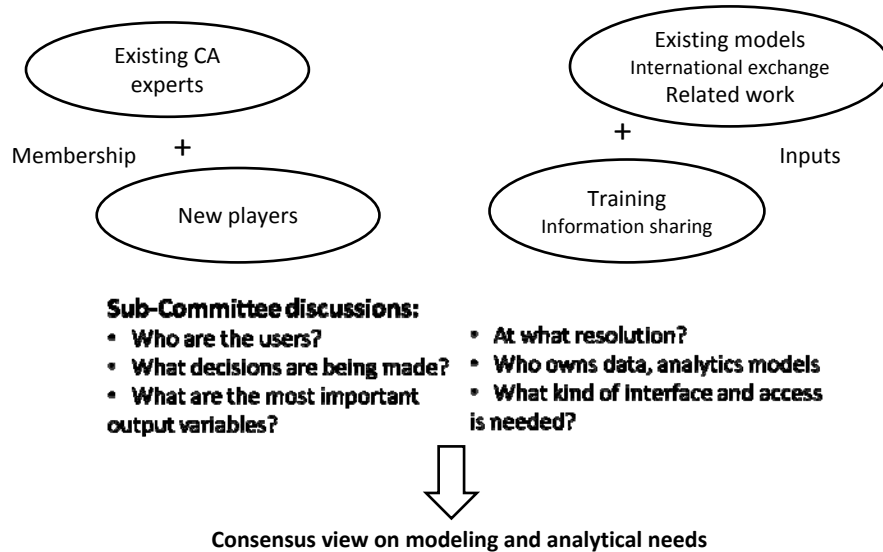 Existing CA
experts
Membership
+
New players
Existing models
International exchange
Related work
+
Inputs
Training
Information sharing
Sub-Committee discussions:
• Who are the users?
• What decisions are being made?
• What are the most important
output variables?
• At what resolution?
• Who owns data, analytics models
• What kind of interface and access
is needed?
Consensus view on modeling and analytical needs